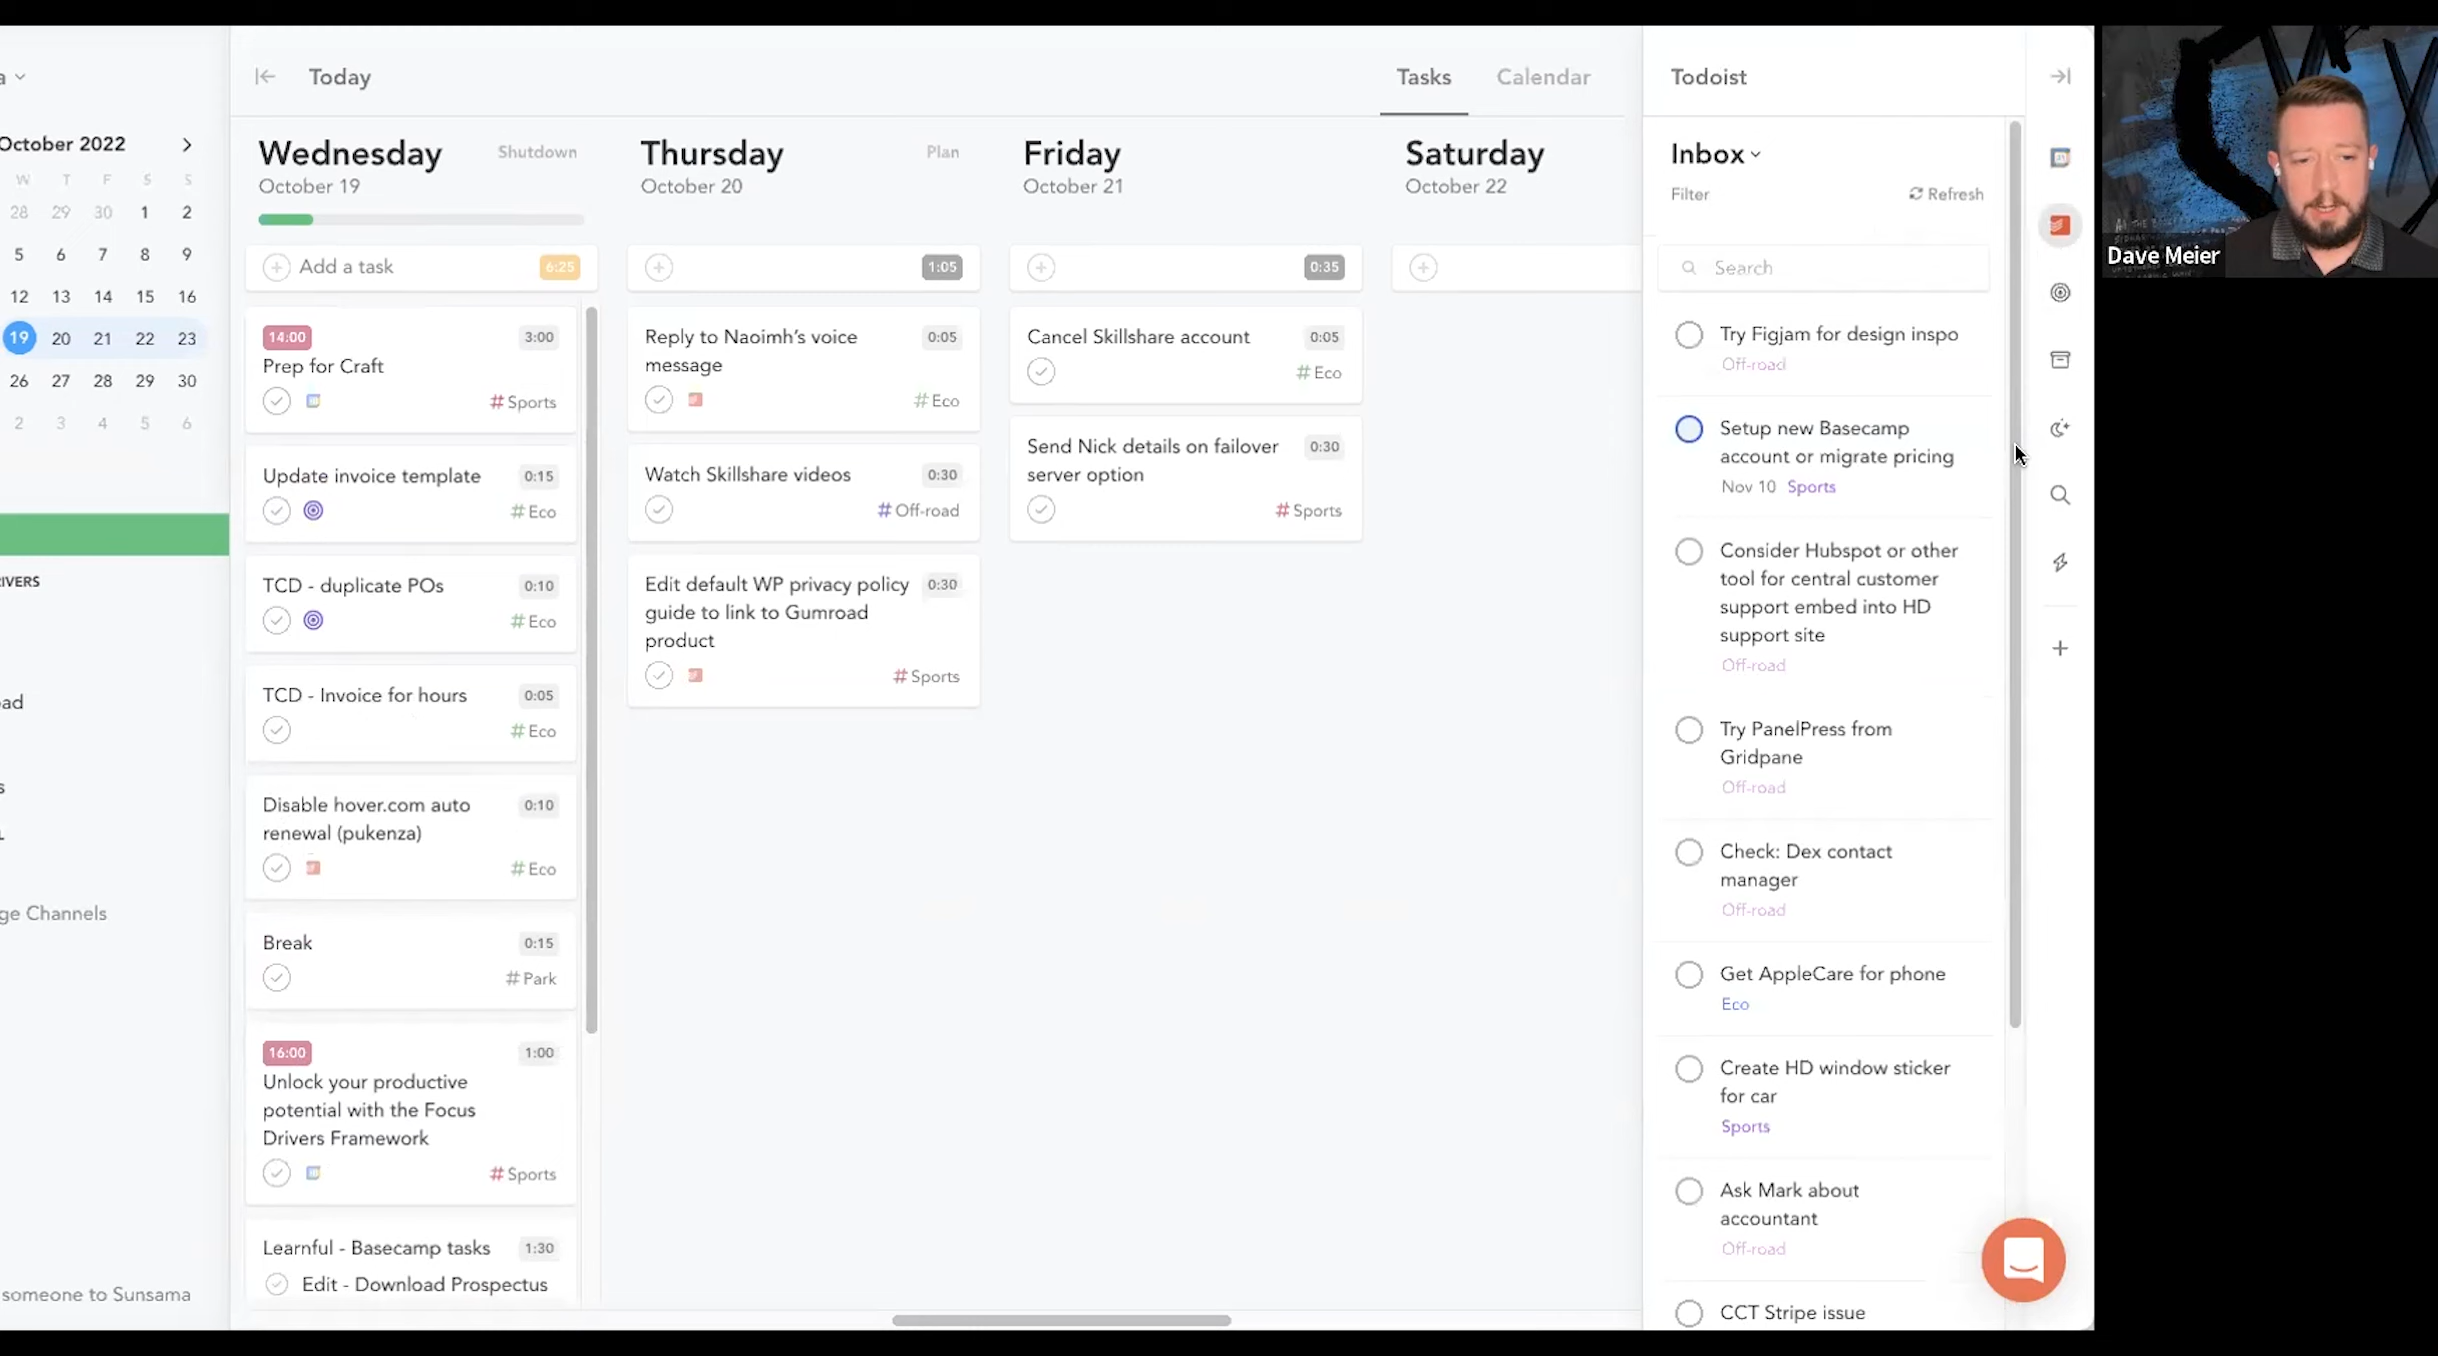 a
October 2022
W T F S S
28 29 30 1 2
5 6 7 8 9
12 13 14 15 16
19 20 21 22 23
26 27 28 29 30
2 3 4 5 6
RIVERS
ad
s
ge Channels
someone to Sunsama
Today
Tasks Calendar
Wednesday Shutdown
October 19
Add a task 6:25
14:00 3:00
Prep for Craft
# Sports
Update invoice template 0:15
# Eco
TCD - duplicate POs 0:10
# Eco
TCD - Invoice for hours 0:05
# Eco
Disable hover.com auto 0:10
renewal (pukenza)
# Eco
Break 0:15
# Park
16:00 1:00
Unlock your productive
potential with the Focus
Drivers Framework
# Sports
Learnful - Basecamp tasks 1:30
Edit - Download Prospectus
Thursday Plan
October 20
1:05
Reply to Naoimh’s voice 0:05
message
# Eco
Watch Skillshare videos 0:30
# Off-road
Edit default WP privacy policy 0:30
guide to link to Gumroad
product
# Sports
Friday
October 21
0:35
Cancel Skillshare account 0:05
# Eco
Send Nick details on failover 0:30
server option
# Sports
Saturday
October 22
Todoist
Inbox
Filter Refresh
Search
Try Figjam for design inspo
Off-road
Setup new Basecamp
account or migrate pricing
Nov 10 Sports
Consider Hubspot or other
tool for central customer
support embed into HD
support site
Off-road
Try PanelPress from
Gridpane
Off-road
Check: Dex contact
manager
Off-road
Get AppleCare for phone
Eco
Create HD window sticker
for car
Sports
Ask Mark about
accountant
Off-road
CCT Stripe issue
Dave Meier